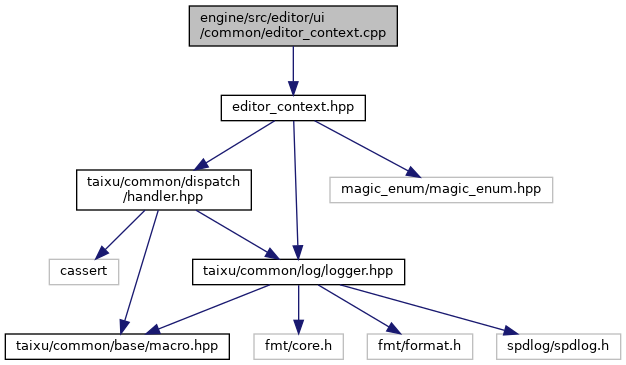 engine/src/editor/ui
/common/editor_context.cpp
editor_context.hpp
taixu/common/dispatch
/handler.hpp
magic_enum/magic_enum.hpp
cassert
taixu/common/log/logger.hpp
taixu/common/base/macro.hpp
fmt/core.h
fmt/format.h
spdlog/spdlog.h